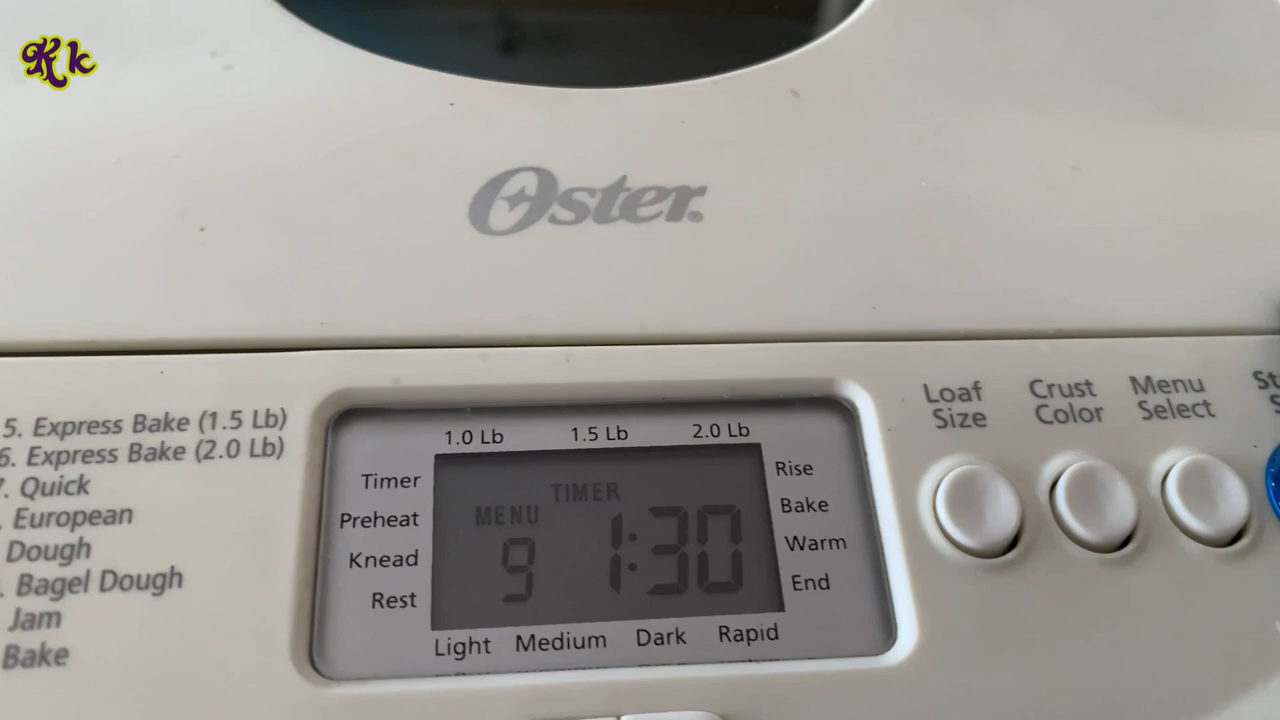 Kk
Oster®
5. Express Bake (1.5 Lb)
6. Express Bake (2.0 Lb)
7. Quick
. European
Dough
. Bagel Dough
Jam
Bake
1.0 Lb 1.5 Lb 2.0 Lb
Timer
Preheat
Knead
Rest
TIMER
MENU
9 1:30
Rise
Bake
Warm
End
Light Medium Dark Rapid
Loaf
Size
Crust
Color
Menu
Select